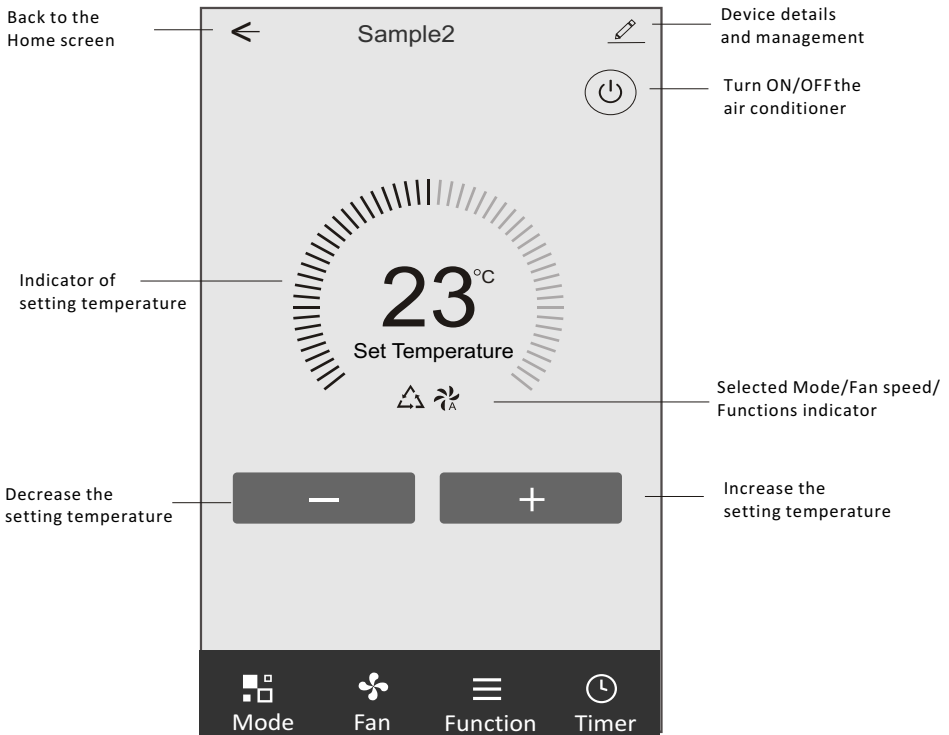 Back to the
Home screen
Sample2
Device details
and management
Turn ON/OFF the
air conditioner
Indicator of
setting temperature
23°C
Set Temperature
A
Selected Mode/Fan speed/
Functions indicator
Decrease the
setting temperature
−
+
Increase the
setting temperature
Mode
Fan
Function
Timer